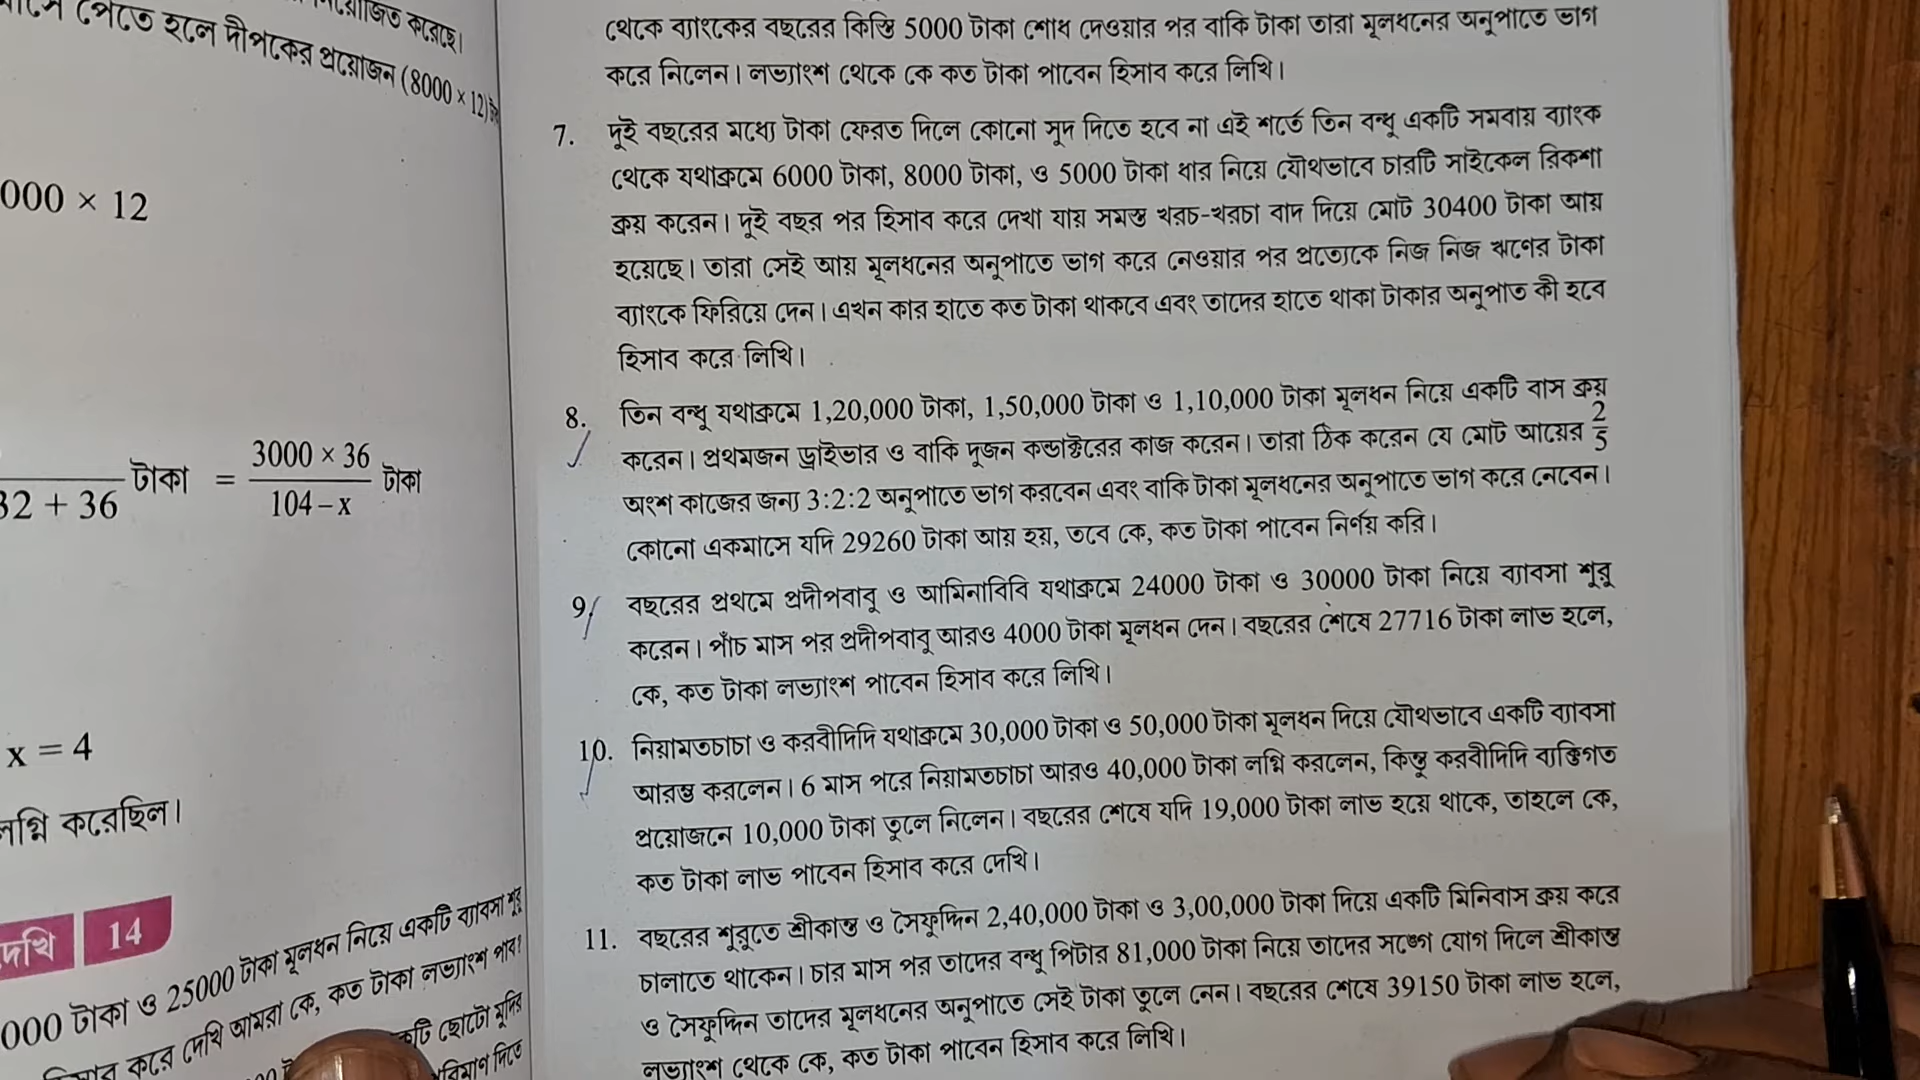 হলে দীপকের প্রয়োজন (8000 × 12)
000 × 12
32 + 36 টাকা = 3000 × 36 / 104 – x টাকা
x = 4
লগ্নি করেছিল।
দেখি 14
000 টাকা ও 25000 টাকা মূলধন নিয়ে একটি ব্যাবসা শুরু
করে দেখি আমরা কে, কত টাকা লভ্যাংশ পাব।
একটি ছোটো মুদির
পরিমাণ দিতে
থেকে ব্যাংকের বছরের কিস্তি 5000 টাকা শোধ দেওয়ার পর বাকি টাকা তারা মূলধনের অনুপাতে ভাগ
করে নিলেন। লভ্যাংশ থেকে কে কত টাকা পাবেন হিসাব করে লিখি।
7. দুই বছরের মধ্যে টাকা ফেরত দিলে কোনো সুদ দিতে হবে না এই শর্তে তিন বন্ধু একটি সমবায় ব্যাংক
থেকে যথাক্রমে 6000 টাকা, 8000 টাকা, ও 5000 টাকা ধার নিয়ে যৌথভাবে চারটি সাইকেল রিকশা
ক্রয় করেন। দুই বছর পর হিসাব করে দেখা যায় সমস্ত খরচ-খরচা বাদ দিয়ে মোট 30400 টাকা আয়
হয়েছে। তারা সেই আয় মূলধনের অনুপাতে ভাগ করে নেওয়ার পর প্রত্যেকে নিজ নিজ ঋণের টাকা
ব্যাংকে ফিরিয়ে দেন। এখন কার হাতে কত টাকা থাকবে এবং তাদের হাতে থাকা টাকার অনুপাত কী হবে
হিসাব করে লিখি।
8. তিন বন্ধু যথাক্রমে 1,20,000 টাকা, 1,50,000 টাকা ও 1,10,000 টাকা মূলধন নিয়ে একটি বাস ক্রয়
করেন। প্রথমজন ড্রাইভার ও বাকি দুজন কন্ডাক্টরের কাজ করেন। তারা ঠিক করেন যে মোট আয়ের 2/5
অংশ কাজের জন্য 3:2:2 অনুপাতে ভাগ করবেন এবং বাকি টাকা মূলধনের অনুপাতে ভাগ করে নেবেন।
কোনো একমাসে যদি 29260 টাকা আয় হয়, তবে কে, কত টাকা পাবেন নির্ণয় করি।
9. বছরের প্রথমে প্রদীপবাবু ও আমিনাবিবি যথাক্রমে 24000 টাকা ও 30000 টাকা নিয়ে ব্যাবসা শুরু
করেন। পাঁচ মাস পর প্রদীপবাবু আরও 4000 টাকা মূলধন দেন। বছরের শেষে 27716 টাকা লাভ হলে,
কে, কত টাকা লভ্যাংশ পাবেন হিসাব করে লিখি।
10. নিয়ামতচাচা ও করবীদিদি যথাক্রমে 30,000 টাকা ও 50,000 টাকা মূলধন দিয়ে যৌথভাবে একটি ব্যাবসা
আরম্ভ করলেন। 6 মাস পরে নিয়ামতচাচা আরও 40,000 টাকা লগ্নি করলেন, কিন্তু করবীদিদি ব্যক্তিগত
প্রয়োজনে 10,000 টাকা তুলে নিলেন। বছরের শেষে যদি 19,000 টাকা লাভ হয়ে থাকে, তাহলে কে,
কত টাকা লাভ পাবেন হিসাব করে দেখি।
11. বছরের শুরুতে শ্রীকান্ত ও সৈফুদ্দিন 2,40,000 টাকা ও 3,00,000 টাকা দিয়ে একটি মিনিবাস ক্রয় করে
চালাতে থাকেন। চার মাস পর তাদের বন্ধু পিটার 81,000 টাকা নিয়ে তাদের সঙ্গে যোগ দিলে শ্রীকান্ত
ও সৈফুদ্দিন তাদের মূলধনের অনুপাতে সেই টাকা তুলে নেন। বছরের শেষে 39150 টাকা লাভ হলে,
লভ্যাংশ থেকে কে, কত টাকা পাবেন হিসাব করে লিখি।